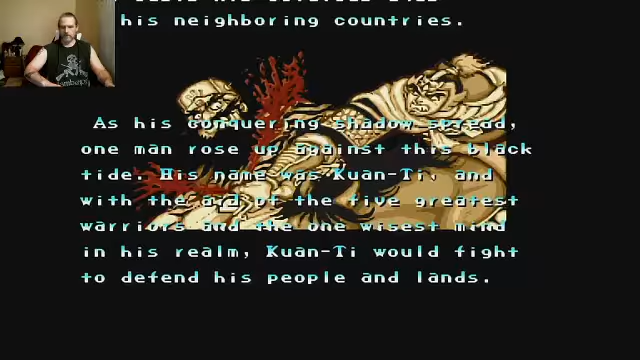 his neighboring countries.
As his conquering shadow spread,
one man rose up against this black
tide. His name was Kuan-Ti, and
with the aid of the five greatest
warriors and the one wisest mind
in his realm, Kuan-Ti would fight
to defend his people and lands.